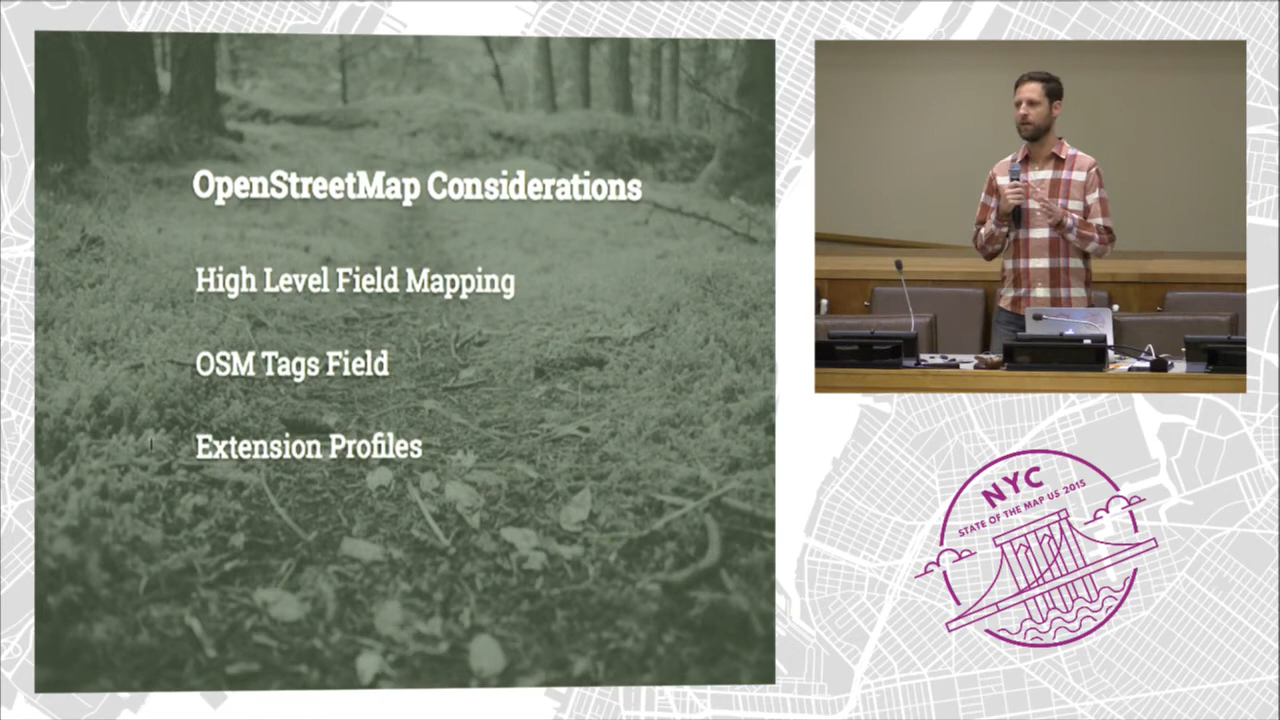 OpenStreetMap Considerations
High Level Field Mapping
OSM Tags Field
Extension Profiles
NYC
STATE OF THE MAP US 2015